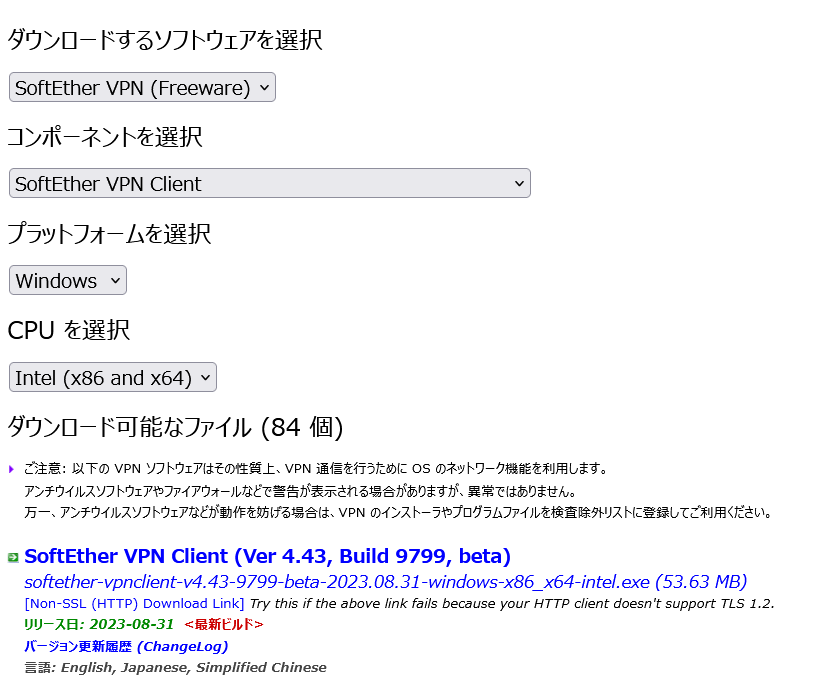 ダウンロードするソフトウェアを選択
SoftEther VPN (Freeware)
コンポーネントを選択
SoftEther VPN Client
プラットフォームを選択
Windows
CPU を選択
Intel (x86 and x64)
ダウンロード可能なファイル (84 個)
ご注意: 以下の VPN ソフトウェアはその性質上、VPN 通信を行うために OS のネットワーク機能を利用します。
アンチウイルスソフトウェアやファイアウォールなどで警告が表示される場合がありますが、異常ではありません。
万一、アンチウイルスソフトウェアなどが動作を妨げる場合は、VPN のインストーラやプログラムファイルを検査除外リストに登録してご利用ください。
SoftEther VPN Client (Ver 4.43, Build 9799, beta)
softether-vpnclient-v4.43-9799-beta-2023.08.31-windows-x86_x64-intel.exe (53.63 MB)
[Non-SSL (HTTP) Download Link] Try this if the above link fails because your HTTP client doesn't support TLS 1.2.
リリース日: 2023-08-31 <最新ビルド>
バージョン更新履歴 (ChangeLog)
言語: English, Japanese, Simplified Chinese